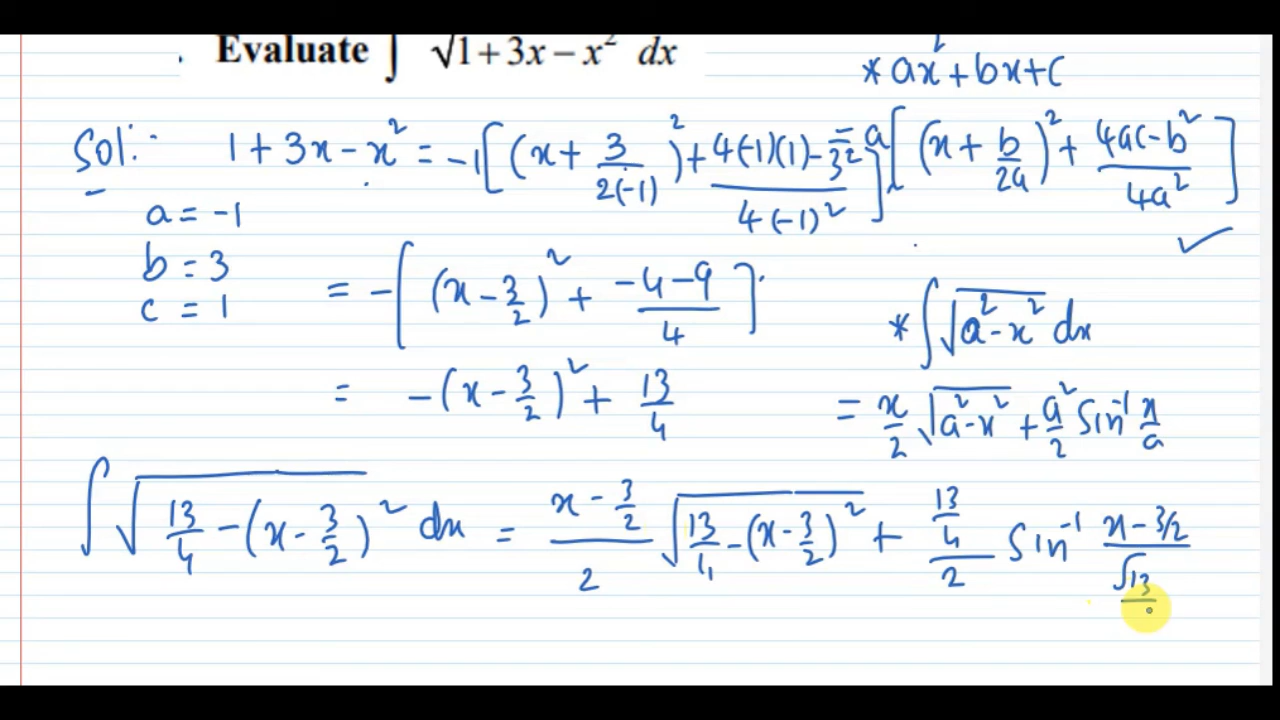 . Evaluate ∫ √1+3x−x² dx
* ax²+bx+c
Sol: 1+3x−x² = −1[(x+3/2(−1))²+4(−1)(1)−3²/4(−1)²]
= a[(x+b/2a)²+4ac−b²/4a²]
a = −1
b = 3
c = 1
= −[(x−3/2)²+−4−9/4]
= −(x−3/2)²+13/4
* ∫√a²−x² dx
= x/2 √a²−x² + a²/2 Sin⁻¹ x/a
∫√13/4−(x−3/2)² dx = x−3/2/2 √13/4−(x−3/2)² + 13/4/2 Sin⁻¹ x−3/2/√13